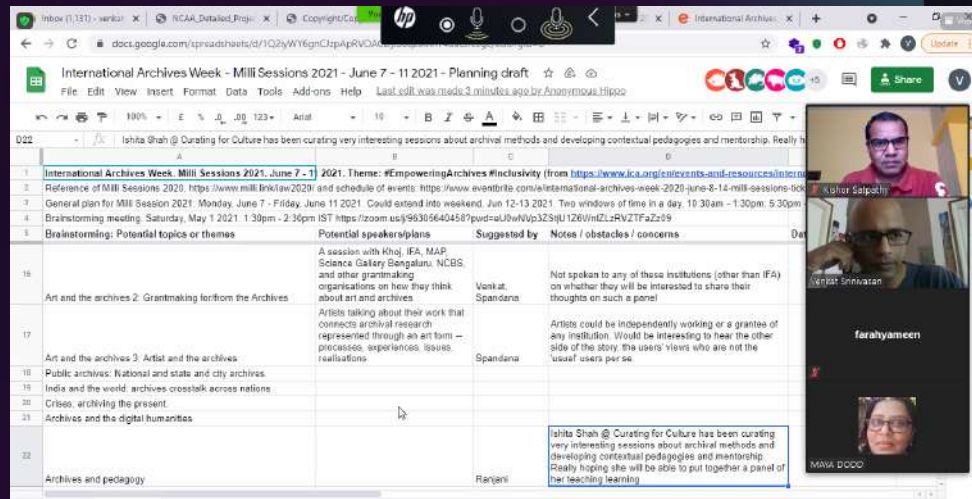 Inbox (1,131) - venkat
NCAA_Detailed_Proje
hp
International Archives
docs.google.com/spreadsheets/d/
Update
International Archives Week - Milli Sessions 2021 - June 7 - 11 2021 - Planning draft
+5
Share
V
File Edit View Insert Format Data Tools Add-ons Help Last edit was made 3 minutes ago by Anonymous Hippo
100% £ % .0 .00 123 Arial 10 B I S A
D22 fx Ishita Shah @ Curating for Culture has been curating very interesting sessions about archival methods and developing contextual pedagogies and mentorship. Really h
A B C D
1 International Archives Week. Milli Sessions 2021. June 7 - 11 2021. Theme: #EmpoweringArchives #Inclusivity (from https://www.ica.org/en/events-and-resources/intern
2 Reference of Milli Sessions 2020, https://www.milli.link/iaw2020/ and schedule of events: https://www.eventbrite.com/e/international-archives-week-2020-june-8-14-milli-sessions-tick
3 General plan for Milli Session 2021: Monday, June 7 - Friday, June 11 2021. Could extend into weekend, Jun 12-13 2021. Two windows of time in a day, 10:30am - 1:30pm; 5:30pm -
4 Brainstorming meeting, Saturday, May 1 2021. 1:30pm - 2:30pm IST
5 Brainstorming: Potential topics or themes Potential speakers/plans Suggested by Notes / obstacles / concerns Dat
16 Art and the archives 2: Grantmaking for/from the Archives
A session with Khoj, IFA, MAP,
Science Gallery Bengaluru, NCBS,
and other grantmaking
organisations on how they think
about art and archives
Venkat,
Spandana
Not spoken to any of these institutions (other than IFA)
on whether they will be interested to share their
thoughts on such a panel
17 Art and the archives 3: Artist and the archives
Artists talking about their work that
connects archival research
represented through an art form —
processes, experiences, issues,
realisations
Spandana
Artists could be independently working or a grantee of
any institution. Would be interesting to hear the other
side of the story, the users' views who are not the
'usual' users per se.
18 Public archives: National and state and city archives.
19 India and the world: archives crosstalk across nations
20 Crises, archiving the present.
21 Archives and the digital humanities
22 Archives and pedagogy
Ranjani
Ishita Shah @ Curating for Culture has been curating
very interesting sessions about archival methods and
developing contextual pedagogies and mentorship.
Really hoping she will be able to put together a panel of
her teaching learning
Kishor Satpathy
Venkat Srinivasan
farahyameen
MAYA DODD